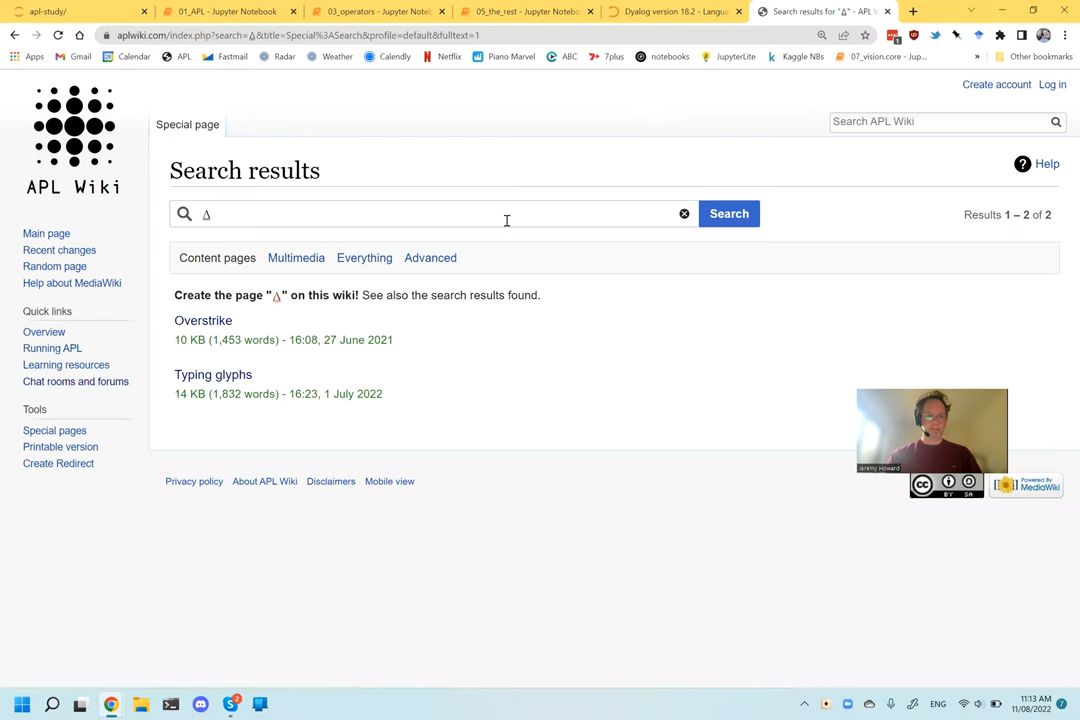 apl-study/
01_APL - Jupyter Notebook
03_operators - Jupyter Noteb
05_the_rest - Jupyter Notebo
Dyalog version 18.2 - Langua
Search results for "∆" - APL W
aplwiki.com/index.php?search=∆&title=Special%3ASearch&profile=default&fulltext=1
Apps
Gmail
Calendar
APL
Fastmail
Radar
Weather
Calendly
Netflix
Piano Marvel
ABC
7plus
notebooks
JupyterLite
Kaggle NBs
07_vision.core - Jup...
»
Other bookmarks
Create account Log in
Special page
Search APL Wiki
APL Wiki
Search results
Help
∆
Search
Results 1 – 2 of 2
Main page
Recent changes
Random page
Help about MediaWiki
Quick links
Overview
Running APL
Learning resources
Chat rooms and forums
Tools
Special pages
Printable version
Create Redirect
Content pages Multimedia Everything Advanced
Create the page "∆" on this wiki! See also the search results found.
Overstrike
10 KB (1,453 words) - 16:08, 27 June 2021
Typing glyphs
14 KB (1,832 words) - 16:23, 1 July 2022
Jeremy Howard
Privacy policy About APL Wiki Disclaimers Mobile view
CC BY SA
Powered By
MediaWiki
2
ENG
11:13 AM
11/08/2022
7